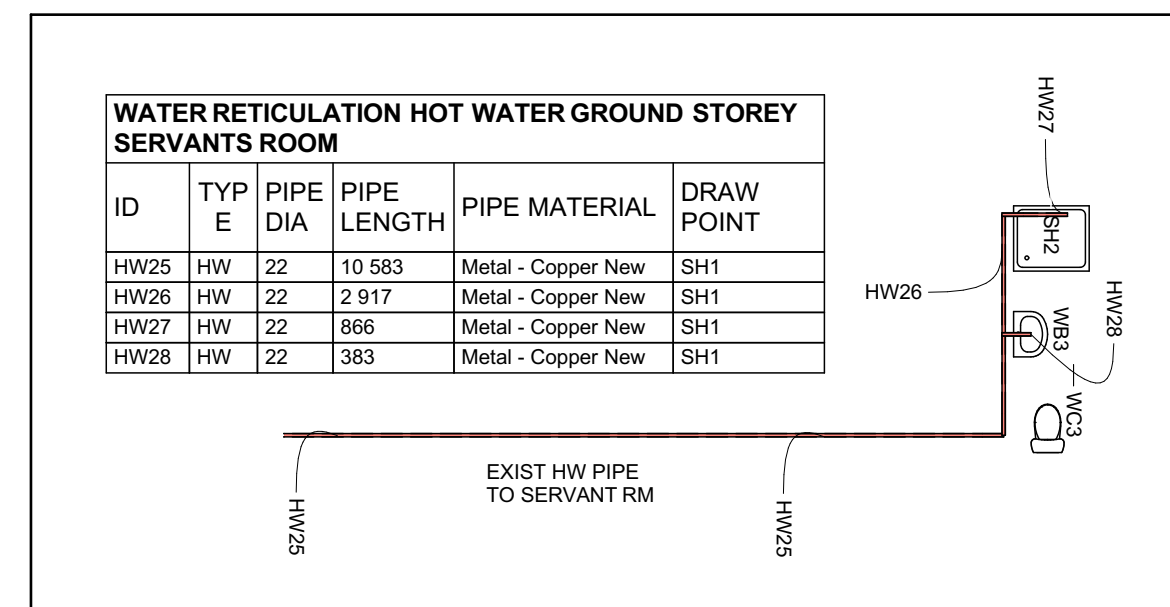 WATER RETICULATION HOT WATER GROUND STOREY
SERVANTS ROOM
ID TYP PIPE PIPE PIPE MATERIAL DRAW
E DIA LENGTH POINT
HW25 HW 22 10 583 Metal - Copper New SH1
HW26 HW 22 2 917 Metal - Copper New SH1
HW27 HW 22 866 Metal - Copper New SH1
HW28 HW 22 383 Metal - Copper New SH1
HW27
SH2
HW26
HW28
WB3
WC3
EXIST HW PIPE
TO SERVANT RM
HW25
HW25